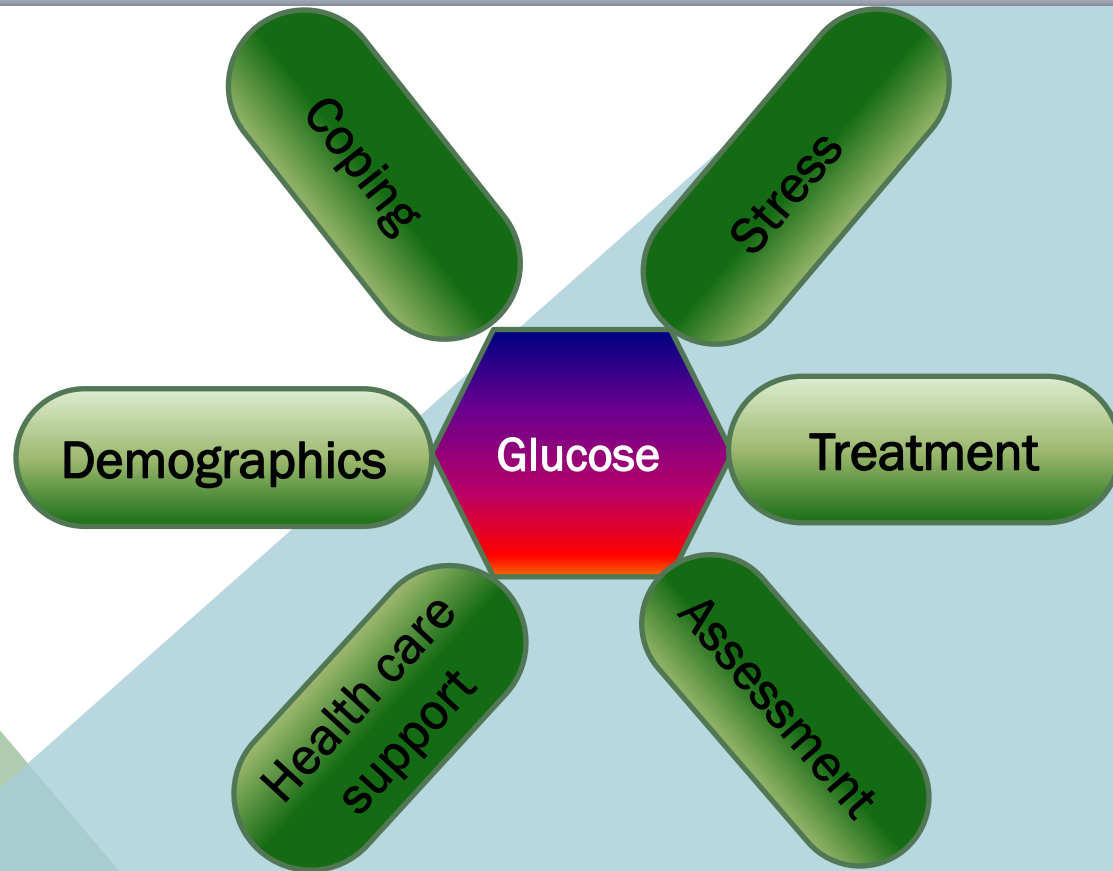 Coping
Stress
Demographics
Glucose
Treatment
Health care
support
Assessment